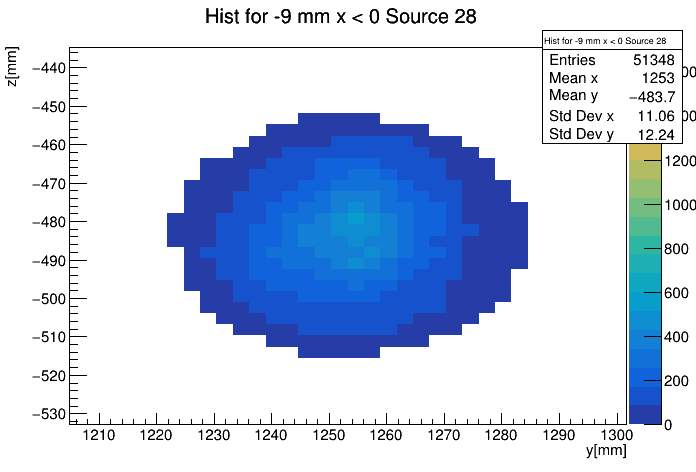 Hist for -9 mm x < 0 Source 28
z[mm]
Hist for -9 mm x < 0 Source 28
Entries 51348
Mean x 1253
Mean y −483.7
Std Dev x 11.06
Std Dev y 12.24
−440
−450
−460
−470
−480
−490
−500
−510
−520
−530
1210 1220 1230 1240 1250 1260 1270 1280 1290 1300
y[mm]
1200
1000
800
600
400
200
0